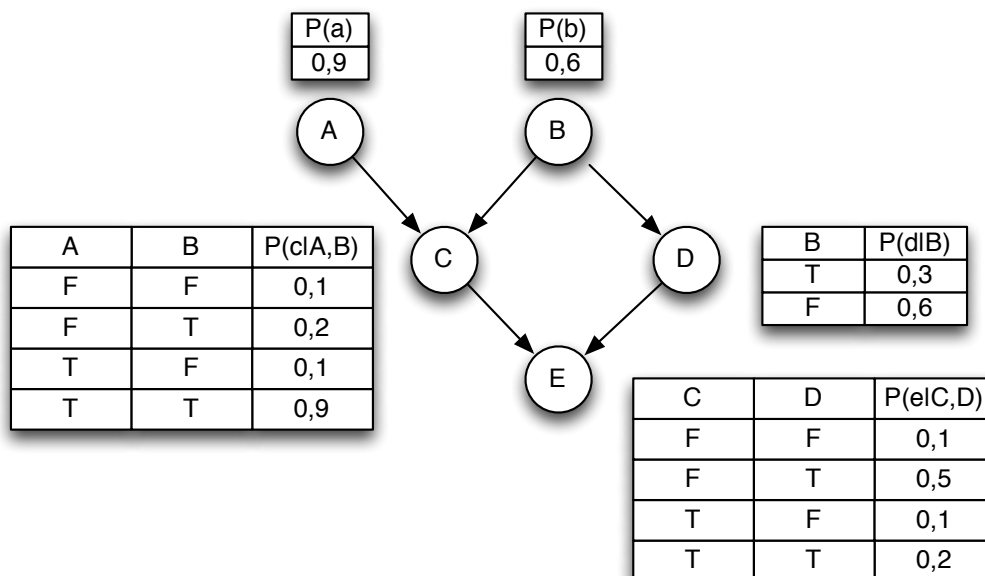 P(a)
0,9
P(b)
0,6
A
B
A B P(c|A,B)
F F 0,1
F T 0,2
T F 0,1
T T 0,9
C
D
B P(d|B)
T 0,3
F 0,6
E
C D P(e|C,D)
F F 0,1
F T 0,5
T F 0,1
T T 0,2